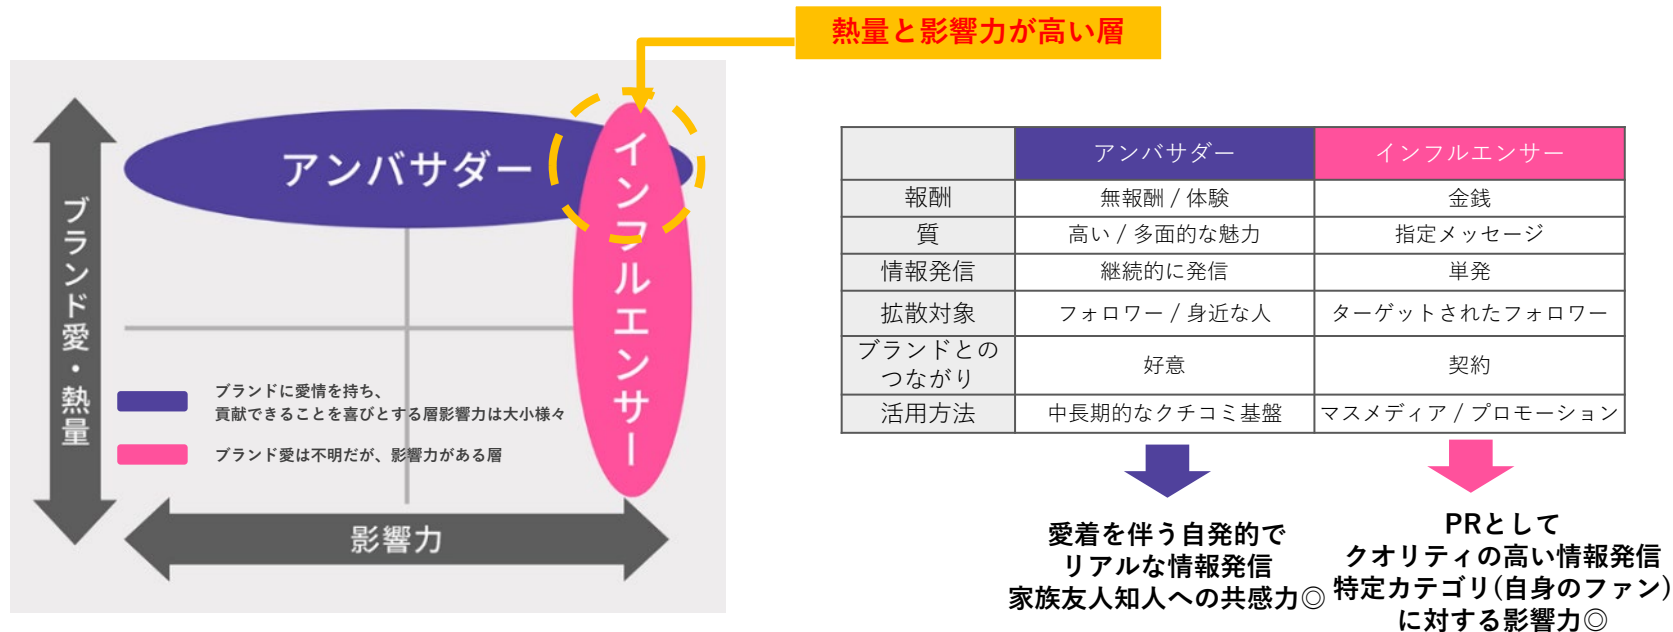 熱量と影響力が高い層
ブランド愛・熱量
アンバサダー
インフルエンサー
ブランドに愛情を持ち、
貢献できることを喜びとする層影響力は大小様々
ブランド愛は不明だが、影響力がある層
影響力
アンバサダー インフルエンサー
報酬 無報酬 / 体験 金銭
質 高い / 多面的な魅力 指定メッセージ
情報発信 継続的に発信 単発
拡散対象 フォロワー / 身近な人 ターゲットされたフォロワー
ブランドとの
つながり 好意 契約
活用方法 中長期的なクチコミ基盤 マスメディア / プロモーション
愛着を伴う自発的で
リアルな情報発信
家族友人知人への共感力◎
PRとして
クオリティの高い情報発信
特定カテゴリ(自身のファン)
に対する影響力◎